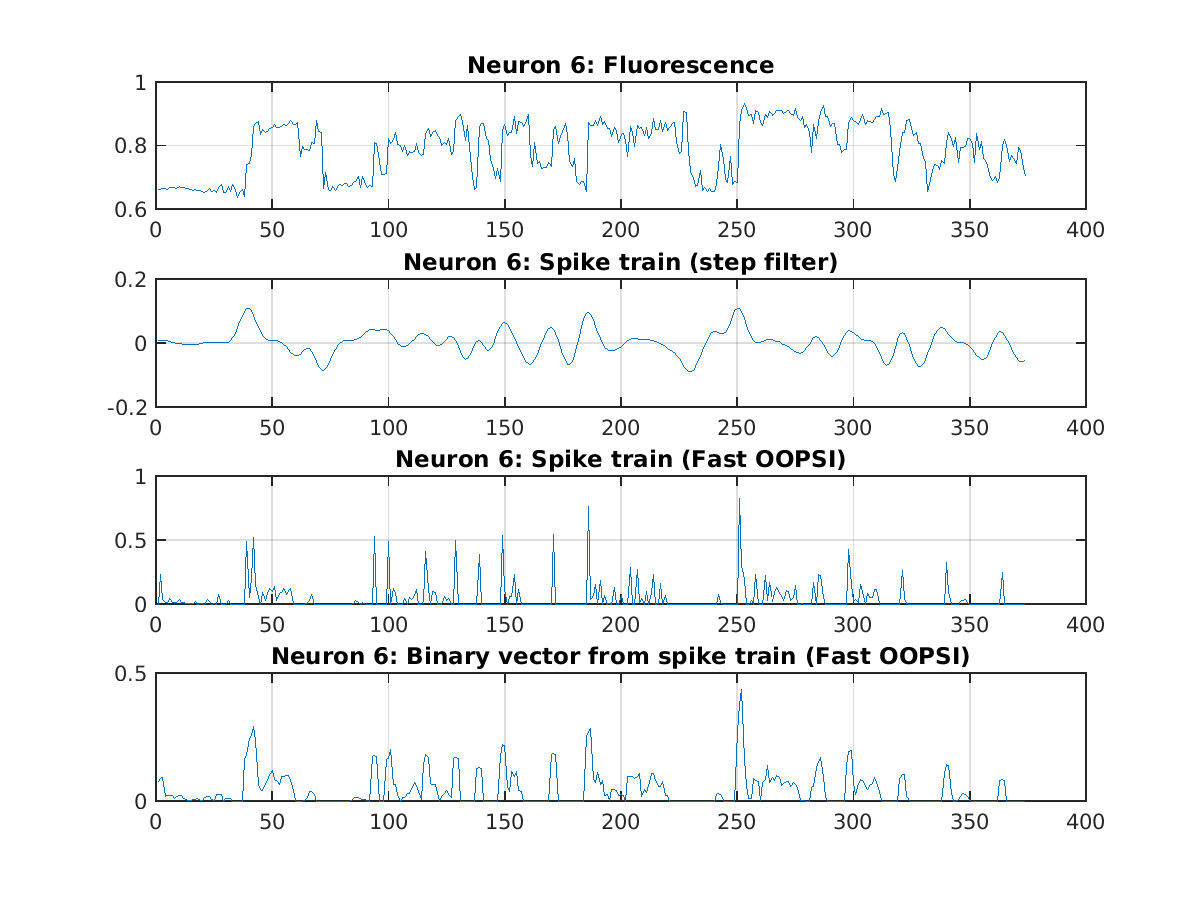 Neuron 6: Fluorescence
1
0.8
0.6
0 50 100 150 200 250 300 350 400
Neuron 6: Spike train (step filter)
0.2
0
-0.2
0 50 100 150 200 250 300 350 400
Neuron 6: Spike train (Fast OOPSI)
1
0.5
0
0 50 100 150 200 250 300 350 400
Neuron 6: Binary vector from spike train (Fast OOPSI)
0.5
0
0 50 100 150 200 250 300 350 400